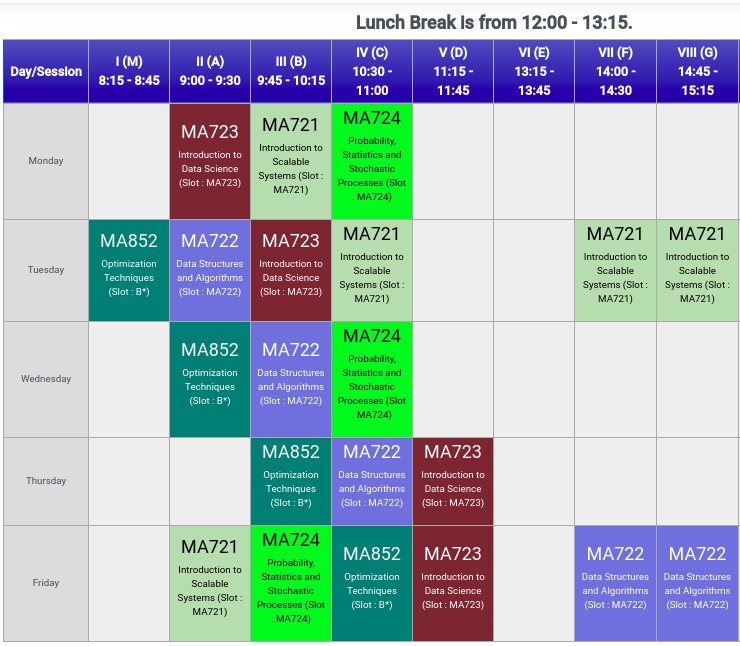 Lunch Break Is from 12:00 - 13:15.
Day/Session
I (M)
8:15 - 8:45
II (A)
9:00 - 9:30
III (B)
9:45 - 10:15
IV (C)
10:30 -
11:00
V (D)
11:15 -
11:45
VI (E)
13:15 -
13:45
VII (F)
14:00 -
14:30
VIII (G)
14:45 -
15:15
Monday
MA723
Introduction to
Data Science
(Slot : MA723)
MA721
Introduction to
Scalable
Systems (Slot :
MA721)
MA724
Probability,
Statistics and
Stochastic
Processes (Slot
: MA724)
Tuesday
MA852
Optimization
Techniques
(Slot : B*)
MA722
Data Structures
and Algorithms
(Slot : MA722)
MA723
Introduction to
Data Science
(Slot : MA723)
MA721
Introduction to
Scalable
Systems (Slot :
MA721)
MA721
Introduction to
Scalable
Systems (Slot :
MA721)
MA721
Introduction to
Scalable
Systems (Slot :
MA721)
Wednesday
MA852
Optimization
Techniques
(Slot : B*)
MA722
Data Structures
and Algorithms
(Slot : MA722)
MA724
Probability,
Statistics and
Stochastic
Processes (Slot
: MA724)
Thursday
MA852
Optimization
Techniques
(Slot : B*)
MA722
Data Structures
and Algorithms
(Slot : MA722)
MA723
Introduction to
Data Science
(Slot : MA723)
Friday
MA721
Introduction to
Scalable
Systems (Slot :
MA721)
MA724
Probability,
Statistics and
Stochastic
Processes (Slot
: MA724)
MA852
Optimization
Techniques
(Slot : B*)
MA723
Introduction to
Data Science
(Slot : MA723)
MA722
Data Structures
and Algorithms
(Slot : MA722)
MA722
Data Structures
and Algorithms
(Slot : MA722)